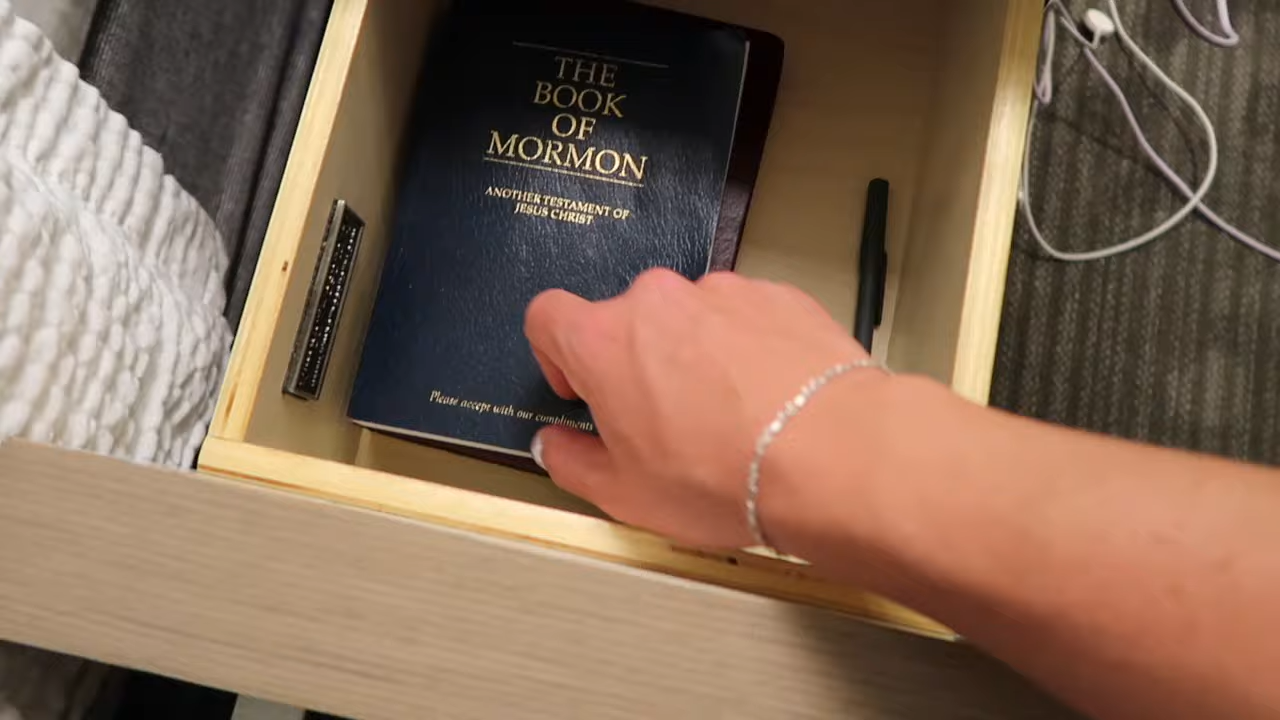 THE
BOOK
OF
MORMON
ANOTHER TESTAMENT OF
JESUS CHRIST
Please accept with our compliments